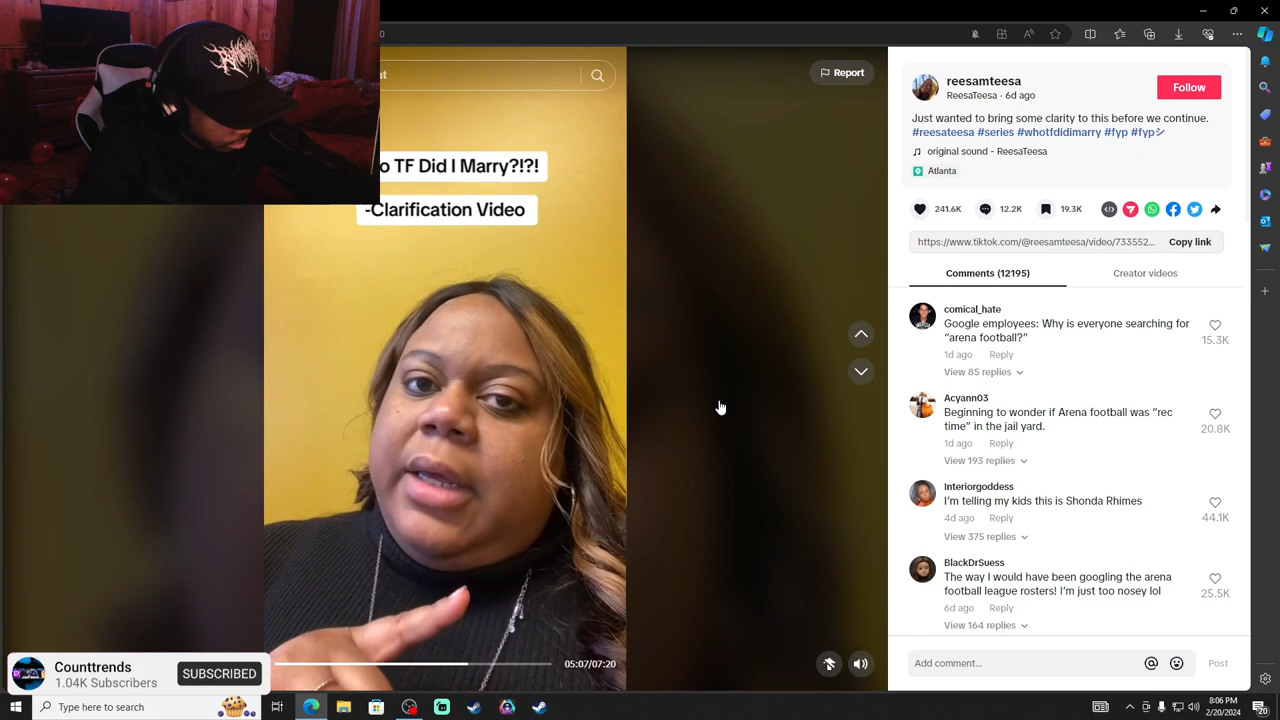 Report
o TF Did I Marry?!?!
-Clarification Video
05:07/07:20
reesamteesa
ReesaTeesa · 6d ago
Follow
Just wanted to bring some clarity to this before we continue.
#reesateesa #series #whotfdidimarry #fyp #fypシ
original sound - ReesaTeesa
Atlanta
241.6K
12.2K
19.3K
https://www.tiktok.com/@reesamteesa/video/733552...
Copy link
Comments (12195)
Creator videos
comical_hate
Google employees: Why is everyone searching for
“arena football?”
15.3K
1d ago Reply
View 85 replies
Acyann03
Beginning to wonder if Arena football was “rec
time” in the jail yard.
20.8K
1d ago Reply
View 193 replies
Interiorgoddess
I’m telling my kids this is Shonda Rhimes
44.1K
4d ago Reply
View 375 replies
BlackDrSuess
The way I would have been googling the arena
football league rosters! I’m just too nosey lol
25.5K
6d ago Reply
View 164 replies
Add comment...
Post
Counttrends
1.04K Subscribers
SUBSCRIBED
Type here to search
8:06 PM
2/20/2024